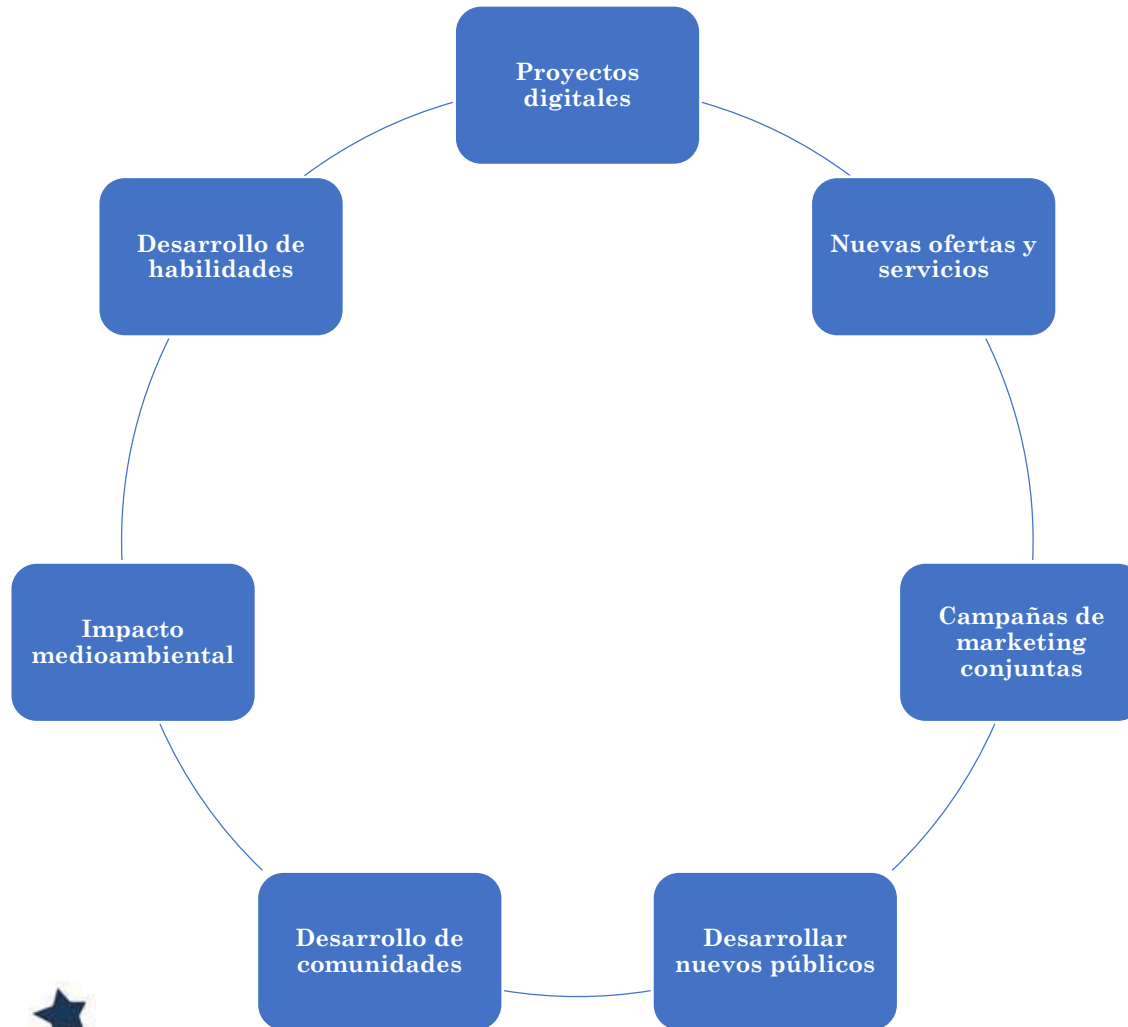 Proyectos
digitales
Nuevas ofertas y
servicios
Campañas de
marketing
conjuntas
Desarrollar
nuevos públicos
Desarrollo de
comunidades
Impacto
medioambiental
Desarrollo de
habilidades